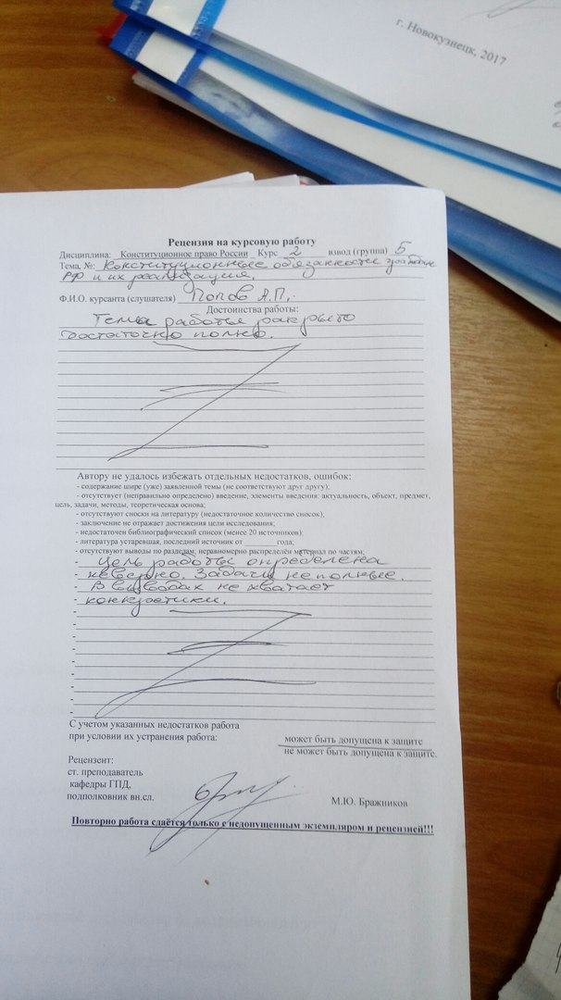 г. Новокузнецк, 2017
Рецензия на курсовую работу
Дисциплина: Конституционное право России Курс 2 взвод (группа) 5
Тема, №: Конституционные обязанности граждан
РФ и их реализация.
Ф.И.О. курсанта (слушателя) Попов А.П.
Достоинства работы:
Тема работы раскрыто
достаточно полно.
Автору не удалось избежать отдельных недостатков, ошибок:
- содержание шире (уже) заявленной темы (не соответствуют друг другу);
- отсутствует (неправильно определено) введение, элементы введения: актуальность, объект, предмет,
цель, задачи, методы, теоретическая основа;
- отсутствуют сноски на литературу (недостаточное количество сносок);
- заключение не отражает достижения цели исследования;
- недостаточен библиографический список (менее 20 источников);
- литература устаревшая, последний источник от ______ года;
- отсутствуют выводы по разделам; неравномерно распределён материал по частям;
- Цель работы определена
- неверно. Задачи неполные.
- В выводах не хватает
- конкретики.
-
-
-
-
-
-
-
-
-
С учетом указанных недостатков работа
при условии их устранения работа:
может быть допущена к защите
не может быть допущена к защите.
Рецензент:
ст. преподаватель
кафедры ГПД,
подполковник вн.сл.
М.Ю. Бражников
Повторно работа сдаётся только с недопущенным экземпляром и рецензией!!!